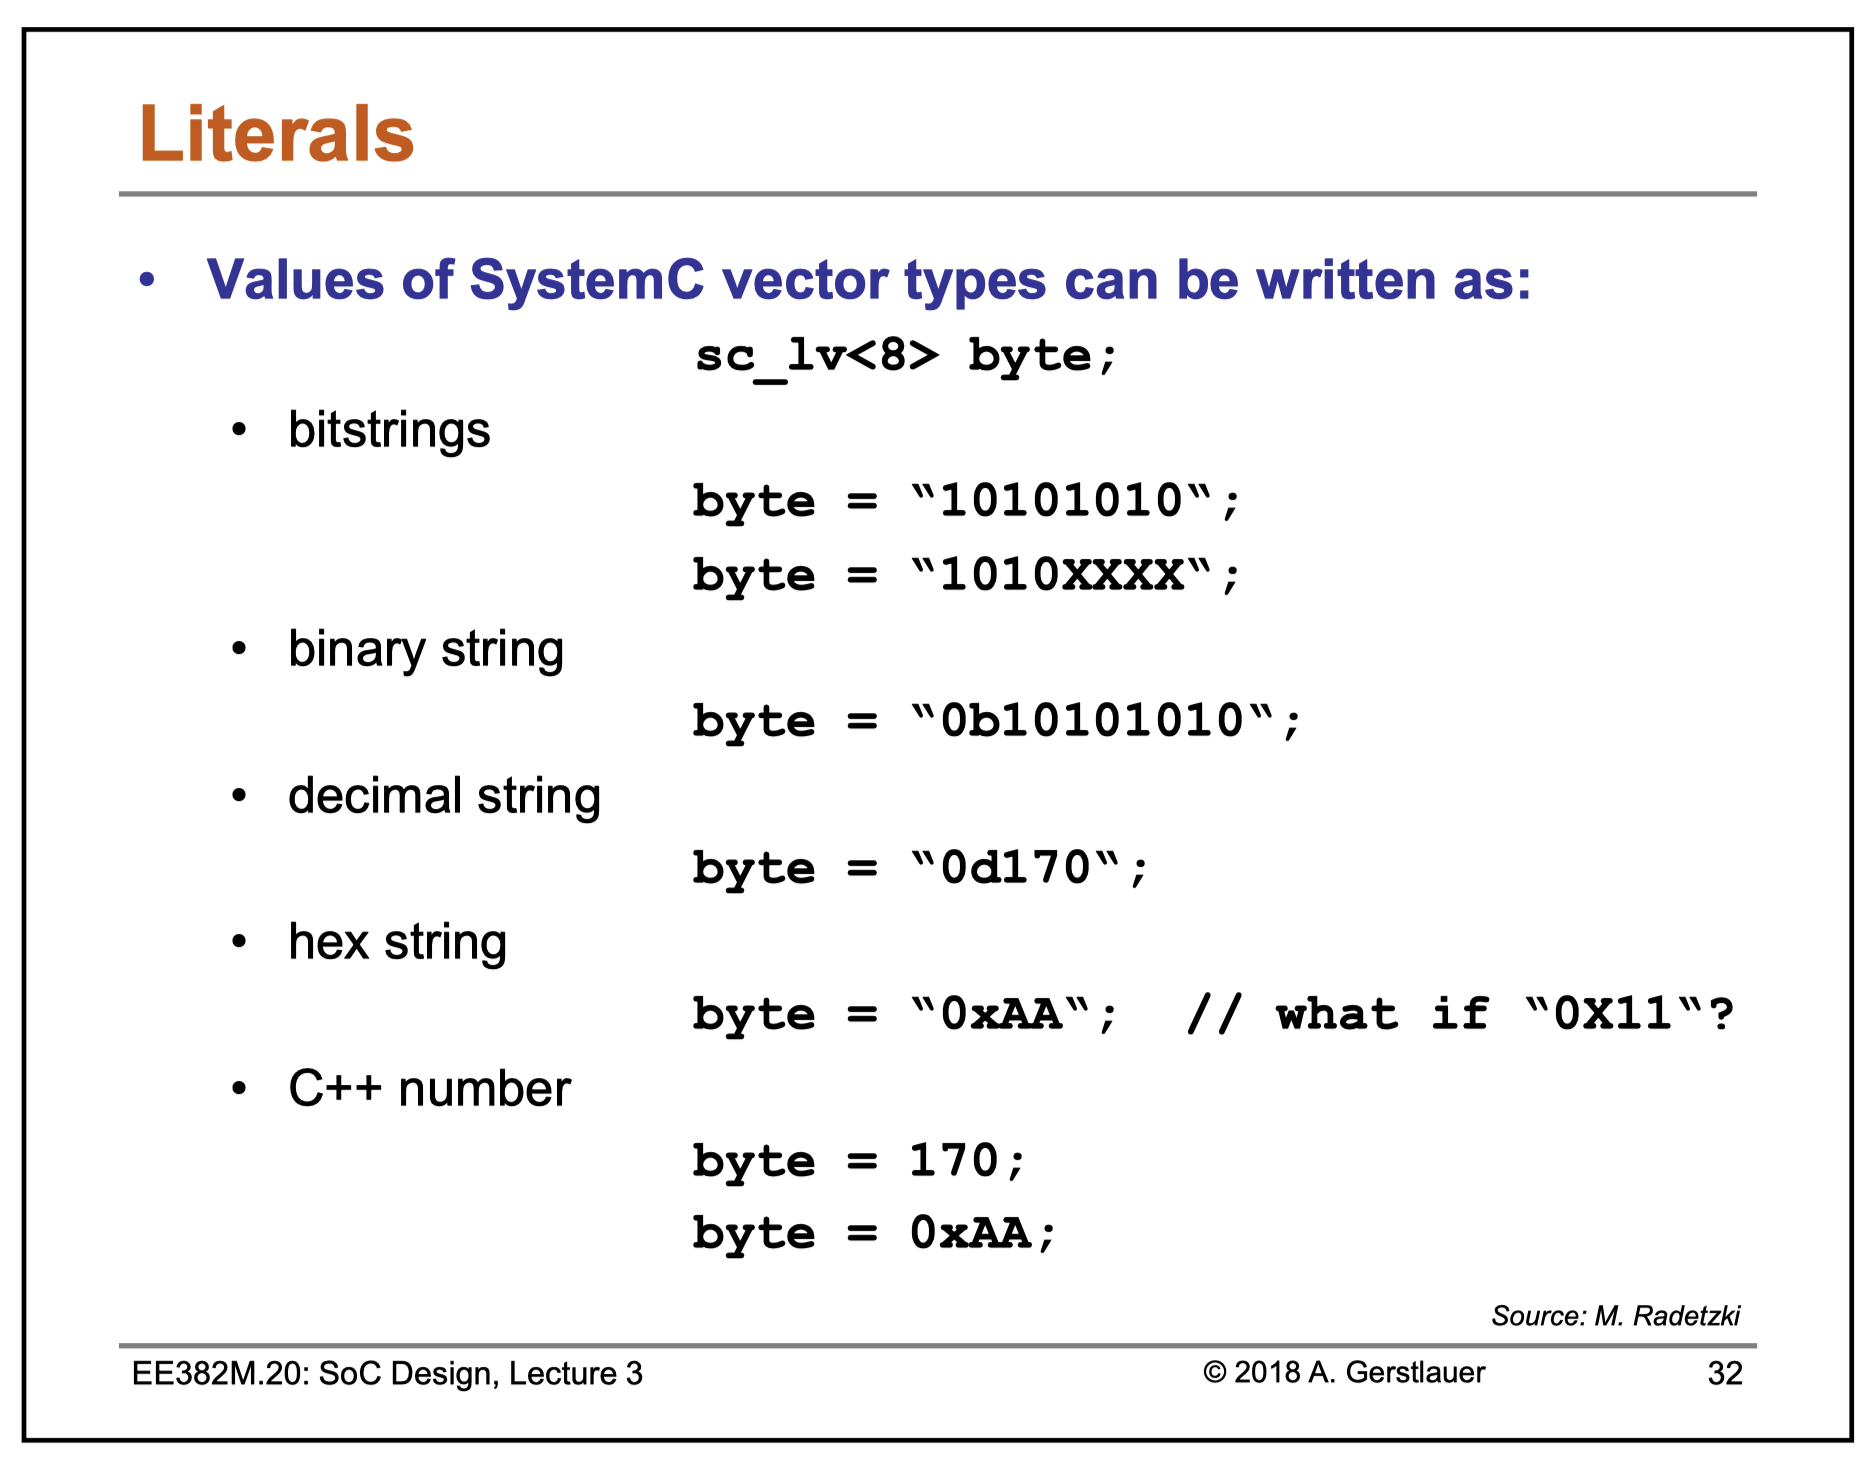 Literals
• Values of SystemC vector types can be written as:
sc_lv<8> byte;
• bitstrings
byte = “10101010“;
byte = “1010XXXX“;
• binary string
byte = “0b10101010“;
• decimal string
byte = “0d170“;
• hex string
byte = “0xAA“; // what if “0X11“?
• C++ number
byte = 170;
byte = 0xAA;
Source: M. Radetzki
EE382M.20: SoC Design, Lecture 3 © 2018 A. Gerstlauer 32